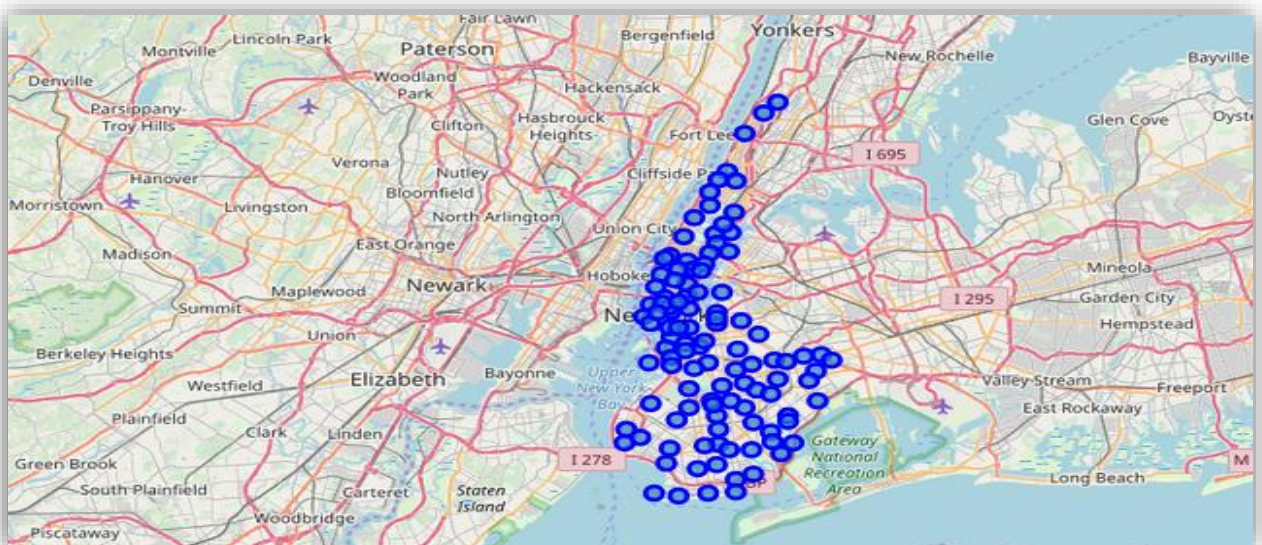 Fair Lawn
Lincoln Park
Bergenfield
Yonkers
Montville
Paterson
New Rochelle
Bayville
Denville
Woodland
Park
Hackensack
Parsippany-
Troy Hills
Clifton
Hasbrouck
Heights
Fort Lee
Glen Cove
Verona
I 695
Hanover
Nutley
Cliffside
Bloomfield
Morristown
Livingston
North Arlington
Union City
East Orange
Madison
Maplewood
Newark
Mineola
Summit
I 295
Garden City
Union
Hempstead
Berkeley Heights
Elizabeth
Bayonne
Upper
New York
Bay
Westfield
Valley Stream
Freeport
Plainfield
East Rockaway
Clark
Linden
Gateway
National
Recreation
Area
Green Brook
I 278
Long Beach
M
South Plainfield
Carteret
Staten
Island
Woodbridge
Piscataway